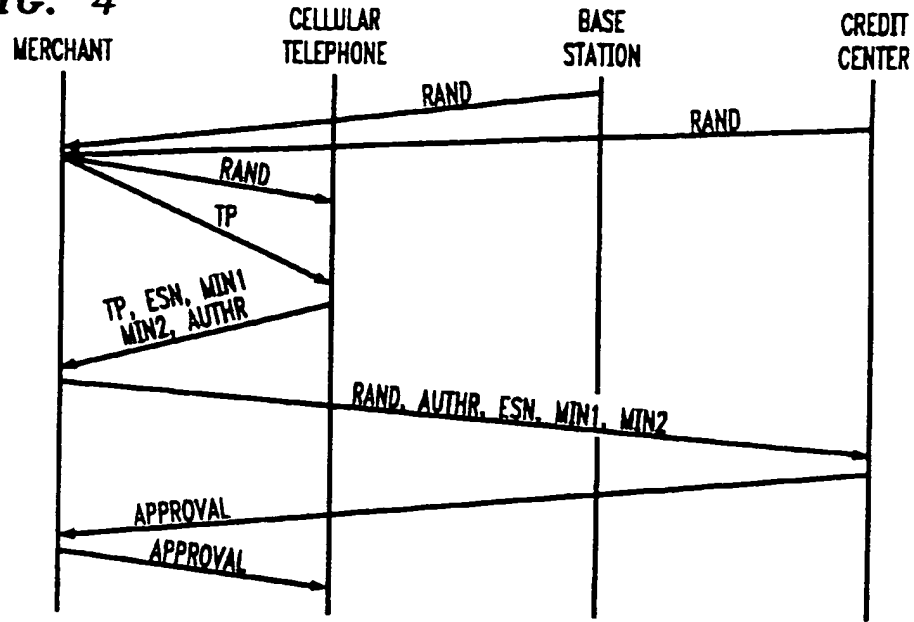 FIG. 4
MERCHANT
CELLULAR
TELEPHONE
BASE
STATION
CREDIT
CENTER
RAND
RAND
RAND
TP
TP, ESN, MIN1
MIN2, AUTHR
RAND, AUTHR, ESN, MIN1, MIN2
APPROVAL
APPROVAL